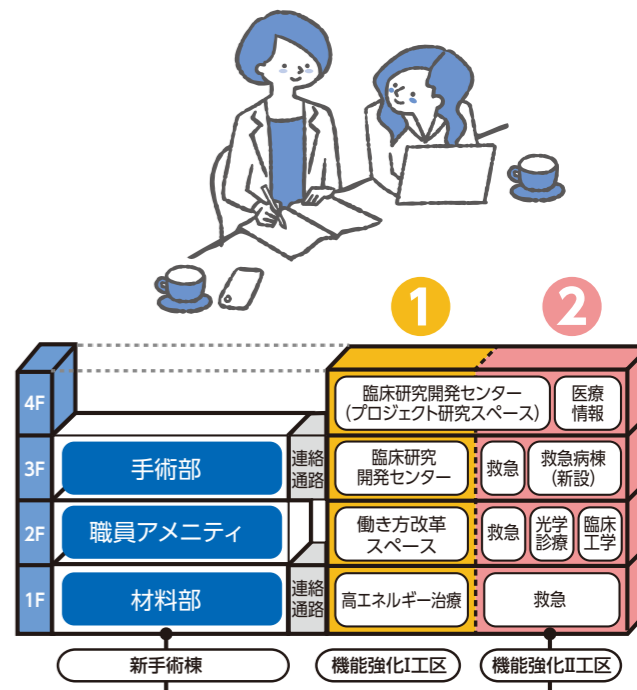 1
2
4F
臨床研究開発センター
(プロジェクト研究スペース)
医療
情報
3F
手術部
連絡
通路
臨床研究
開発センター
救急
救急病棟
(新設)
2F
職員アメニティ
働き方改革
スペース
救急
光学
診療
臨床
工学
1F
材料部
連絡
通路
高エネルギー治療
救急
新手術棟
機能強化I工区
機能強化II工区